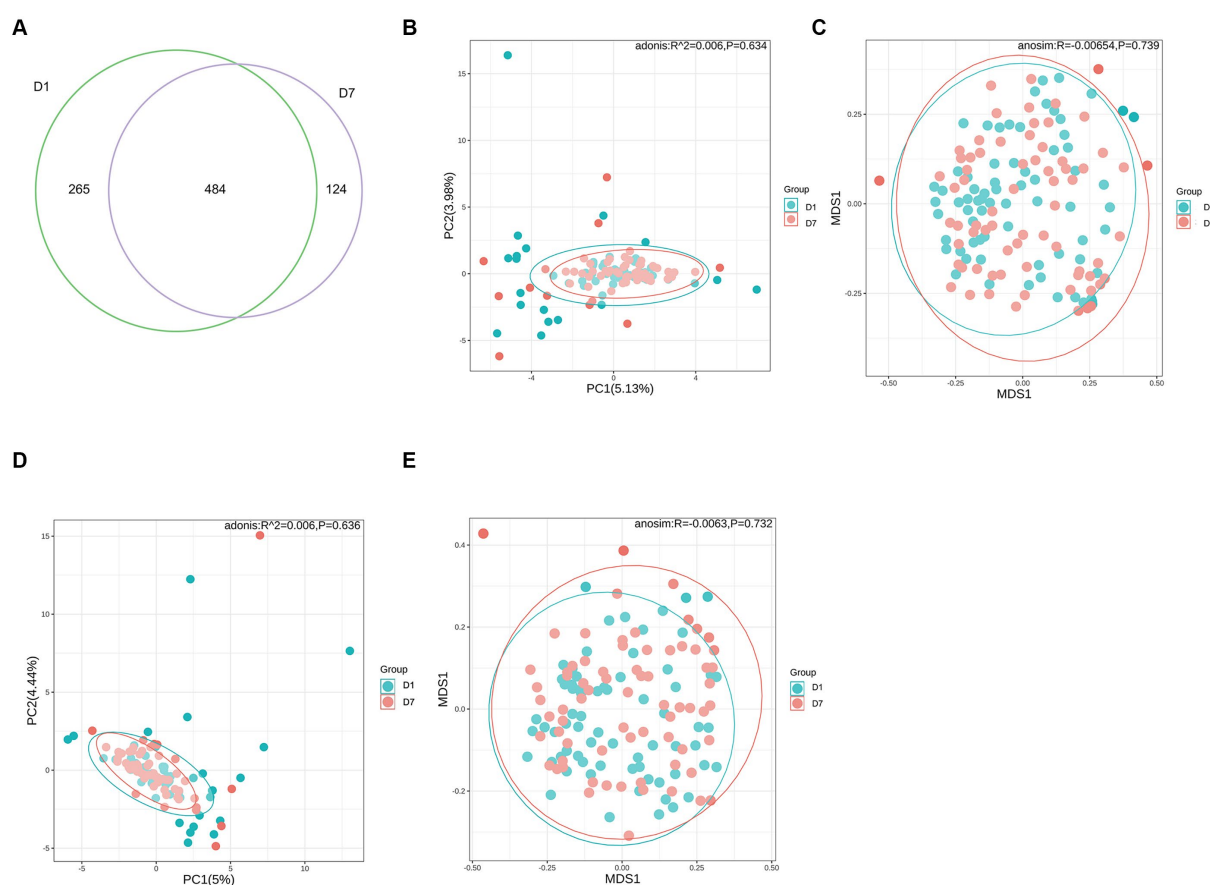 A
D1
D7
265
484
124
B
adonis:R^2=0.006,P=0.634
15
10
5
0
-5
-4
0
4
PC2(3.98%)
PC1(5.13%)
Group
D1
D7
C
anosim:R=-0.00654,P=0.739
0.25
0.00
-0.25
-0.50
-0.25
0.00
0.25
0.50
MDS1
MDS1
Group
D
D
D
adonis:R^2=0.006,P=0.636
15
10
5
0
-5
-5
0
5
10
PC2(4.44%)
PC1(5%)
Group
D1
D7
E
anosim:R=-0.0063,P=0.732
0.4
0.2
0.0
-0.2
-0.50
-0.25
0.00
0.25
0.50
MDS1
MDS1
Group
D1
D7